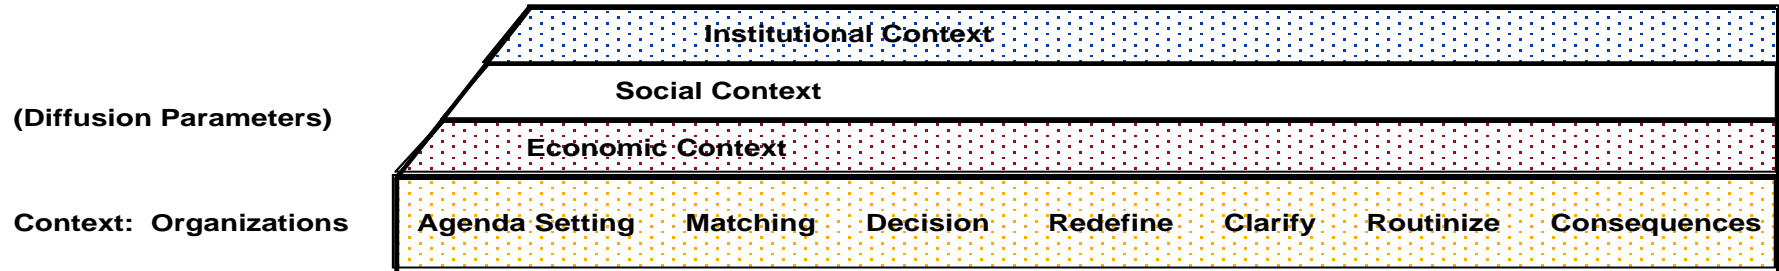 Institutional Context
Social Context
(Diffusion Parameters)
Economic Context
Context: Organizations Agenda Setting Matching Decision Redefine Clarify Routinize Consequences